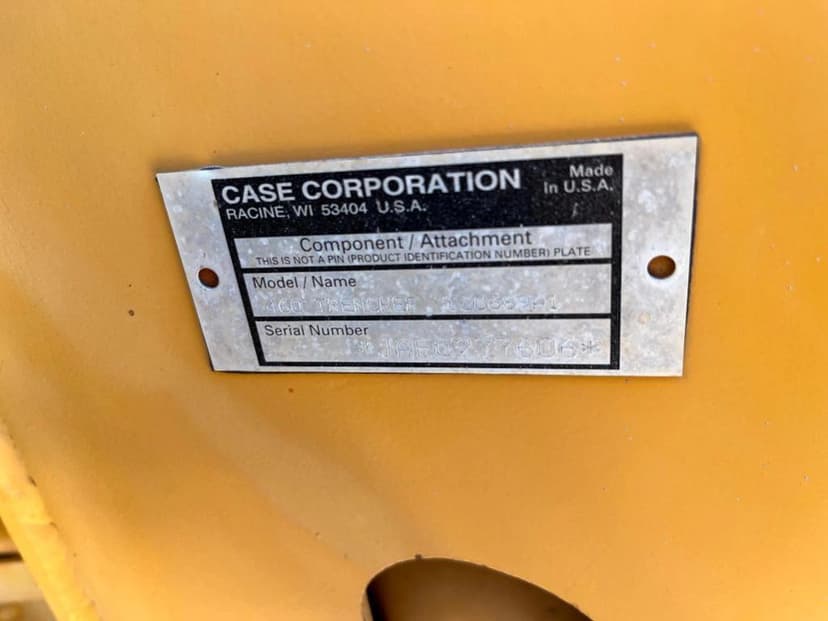 CASE CORPORATION
Made
RACINE, WI 53404 U.S.A.
In U.S.A.
Component / Attachment
THIS IS NOT A PIN (PRODUCT IDENTIFICATION NUMBER) PLATE
Model / Name
TRENCHER
Serial Number